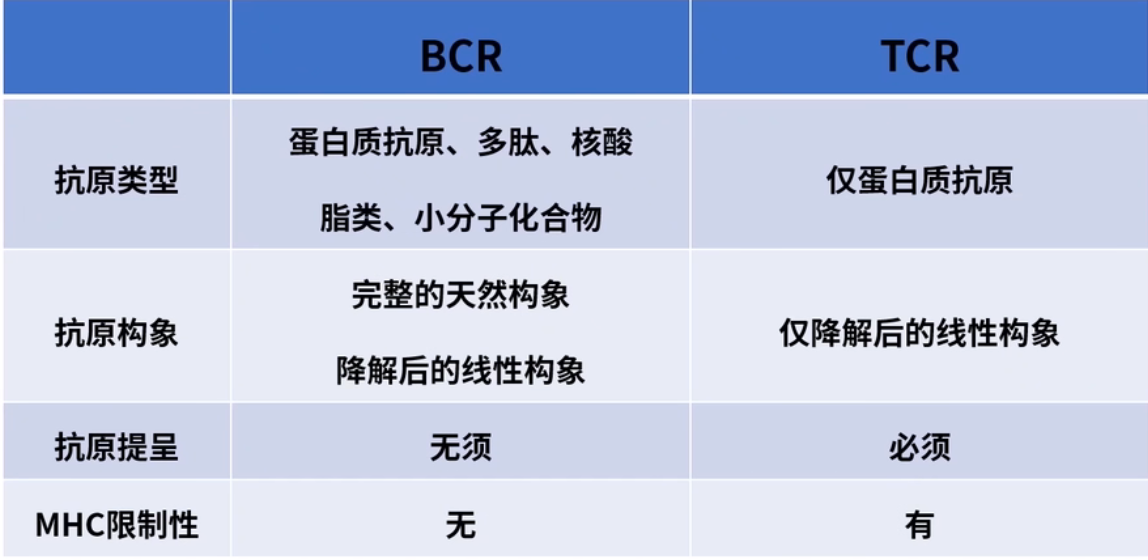 BCR
TCR
抗原类型
蛋白质抗原、多肽、核酸
脂类、小分子化合物
仅蛋白质抗原
抗原构象
完整的天然构象
降解后的线性构象
仅降解后的线性构象
抗原提呈
无须
必须
MHC限制性
无
有